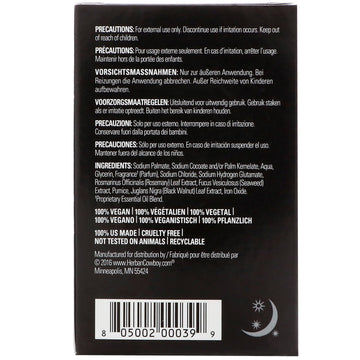 PRECAUTIONS: For external use only. Discontinue use if irritation occurs. Keep out
of reach of children.
PRÉCAUTIONS: Pour usage externe seulement. En cas d'irritation, arrêter l'usage.
Maintenir hors de la portée des enfants.
VORSICHTSMASSNAHMEN: Nur zur äußeren Anwendung. Bei
Reizungen die Anwendung abbrechen. Außer Reichweite von Kinderen
aufbewahren.
VOORZORGSMAATREGELEN: Uitsluitend voor uitwendig gebruik. Gebruik staken
als er irritatie optreedt. Buiten het bereik van kinderen houden.
PRECAUZIONI: Solo per uso esterno. Interrompere in caso di irritazione.
Conservare fuori dalla portata dei bambini.
PRECAUCIONES: Sólo per uso externo. En caso de irritación suspender el uso.
Mantener fuera del alcance de los niños.
INGREDIENTS: Sodium Palmate, Sodium Cocoate and/or Palm Kernelate, Aqua,
Glycerin, Fragrance* (Parfum), Sodium Chloride, Sodium Hydrogen Glutamate,
Rosmarinus Officinalis (Rosemary) Leaf Extract, Fucus Vesiculosus (Seaweed)
Extract, Pumice, Juglans Nigra (Black Walnut) Leaf Extract, Iron Oxide
*Proprietary Essential Oil Blend.
100% VEGAN | 100% VÉGÉTALIEN | 100% VEGETAL |
100% VEGANO | 100% VEGANISTISCH | 100% PFLANZLICH
100% US MADE | CRUELTY FREE |
NOT TESTED ON ANIMALS | RECYCLABLE
Manufactured for distribution by / Fabriqué pour être distribué par
© 2016 www.HerbanCowboy.com
Minneapolis, MN 55424
8 05002 00039 9